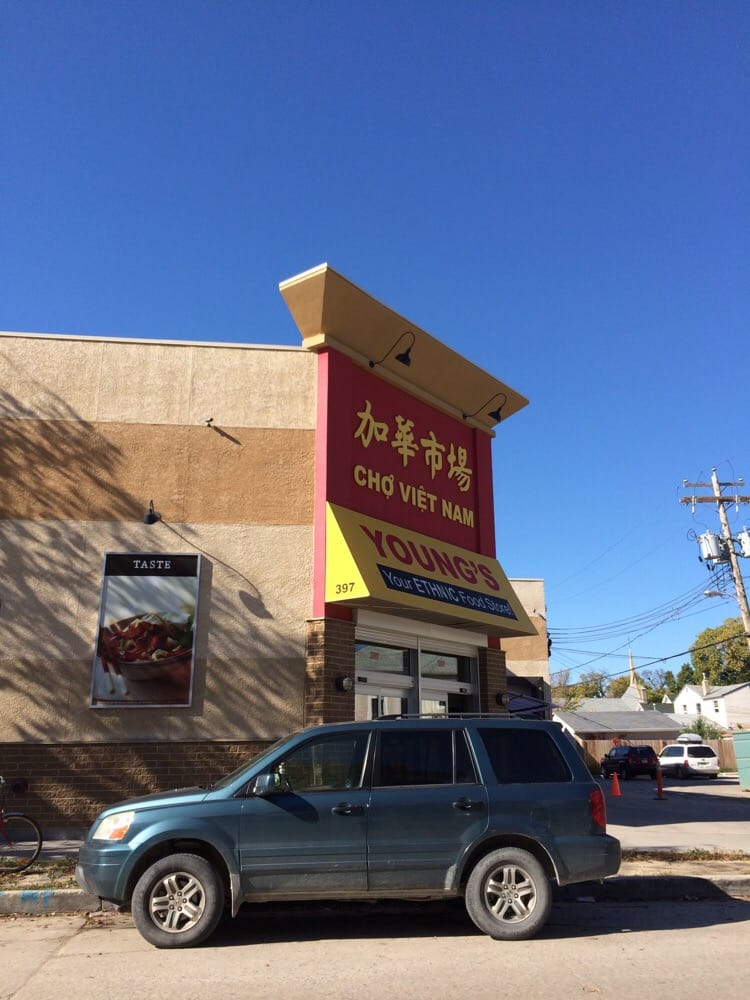 加華市場
CHỢ VIỆT NAM
YOUNG'S
397
Your ETHNIC Food Store!
TASTE